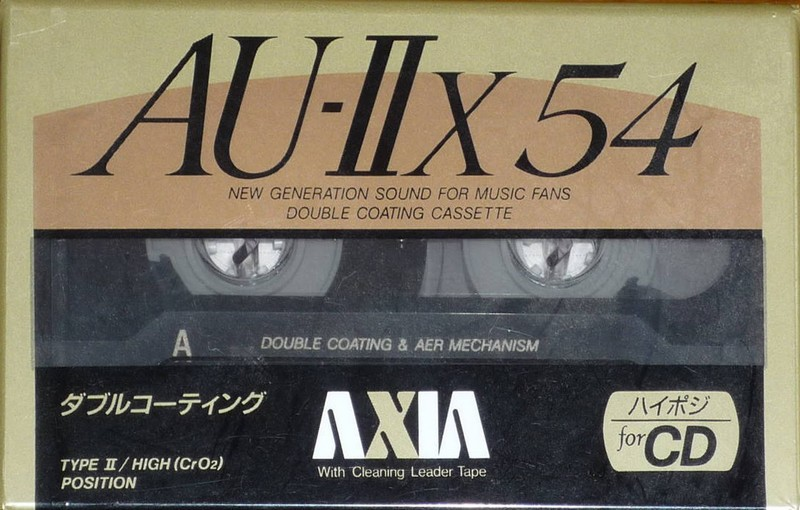 AU-IIx 54
NEW GENERATION SOUND FOR MUSIC FANS
DOUBLE COATING CASSETTE
A DOUBLE COATING & AER MECHANISM
ダブルコーティング
TYPE II / HIGH (CrO2)
POSITION
AXIA
With Cleaning Leader Tape
ハイポジ
for CD